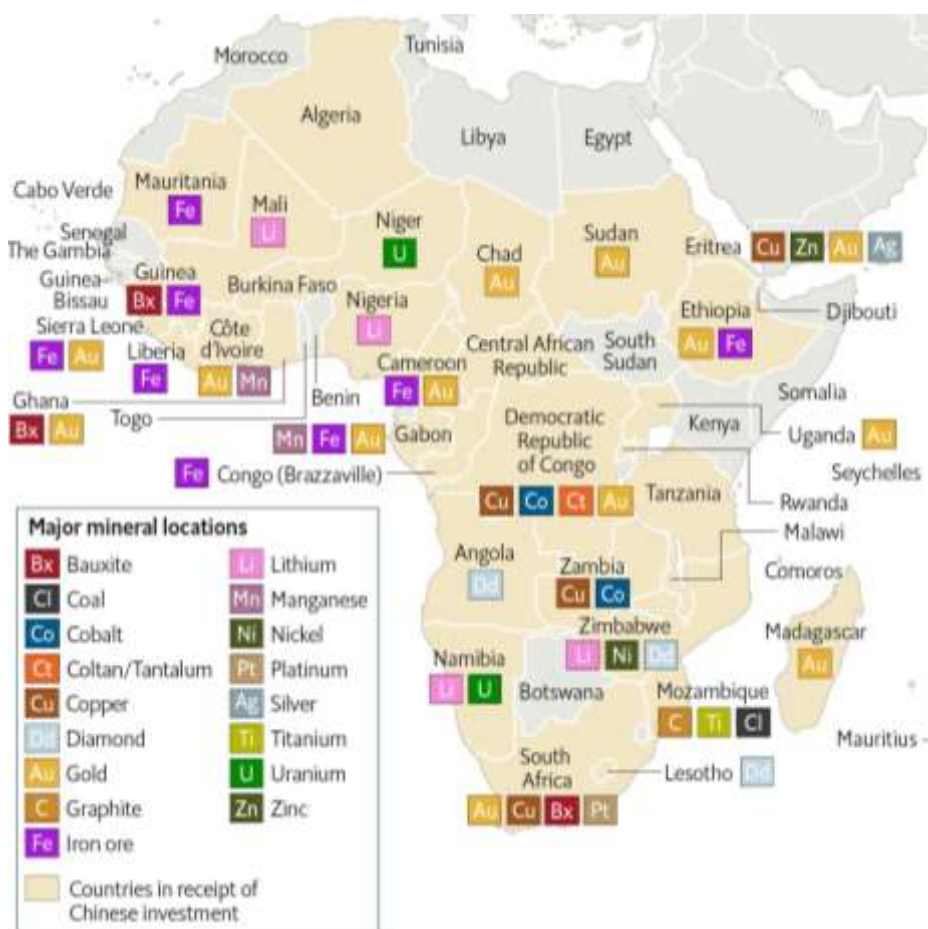 Morocco
Tunisia
Algeria
Libya
Egypt
Cabo Verde
Mauritania
Fe
Mali
Li
Niger
U
Chad
Au
Sudan
Au
Eritrea Cu Zn Au Ag
Senegal
The Gambia
Guinea-
Bissau
Guinea
Bx Fe
Burkina Faso
Nigeria
Li
Ethiopia
Au Fe
Djibouti
Sierra Leone
Fe Au
Liberia
Fe
Côte
d'Ivoire
Au Mn
Cameroon
Fe Au
Central African
Republic
South
Sudan
Somalia
Ghana
Bx Au
Togo
Benin
Mn Fe Au Gabon
Democratic
Republic
of Congo
Cu Co Ct Au
Kenya
Uganda Au
Seychelles
Fe Congo (Brazzaville)
Tanzania
Rwanda
Malawi
Angola
Dd
Zambia
Cu Co
Comoros
Zimbabwe
Li Ni Dd
Madagascar
Au
Namibia
Li U
Botswana
Mozambique
C Ti Cl
Mauritius
South
Africa
Au Cu Bx Pt
Lesotho Dd
Major mineral locations
Bx Bauxite
Cl Coal
Co Cobalt
Ct Coltan/Tantalum
Cu Copper
Dd Diamond
Au Gold
C Graphite
Fe Iron ore
Li Lithium
Mn Manganese
Ni Nickel
Pt Platinum
Ag Silver
Ti Titanium
U Uranium
Zn Zinc
Countries in receipt of
Chinese investment